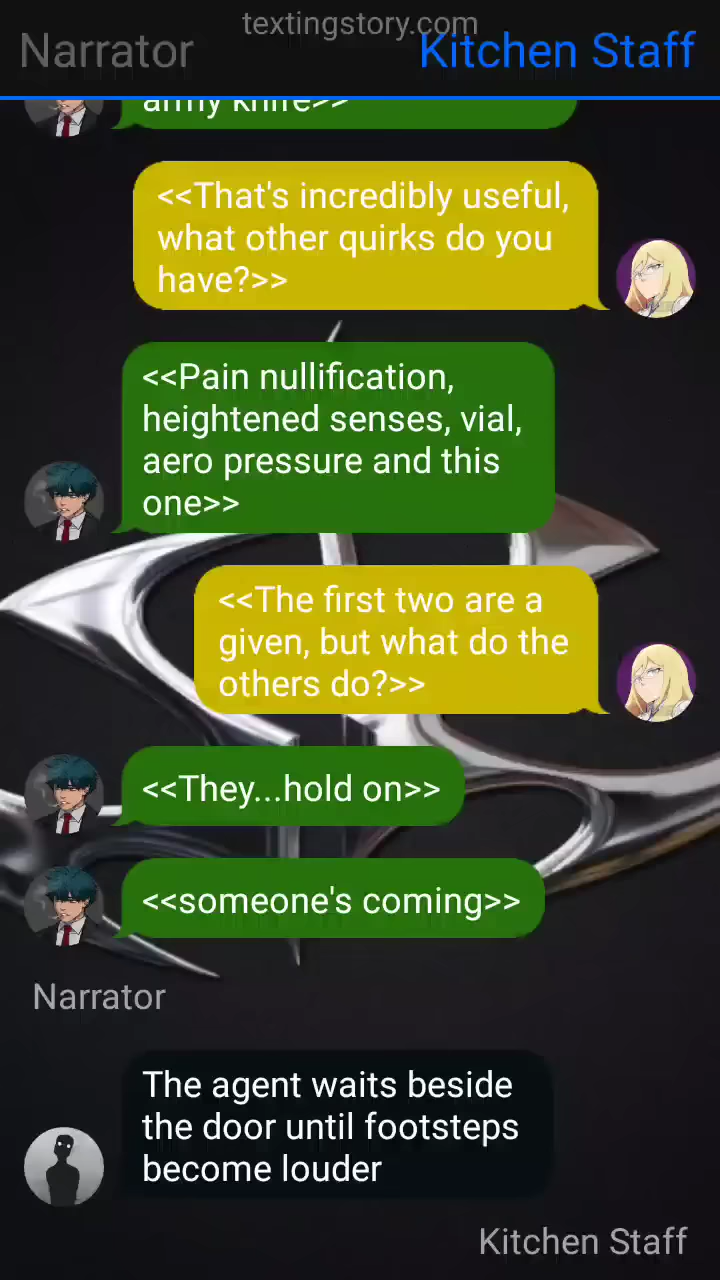 textingstory.com
Narrator
Kitchen Staff
army knife>>
<<That's incredibly useful,
what other quirks do you
have?>>
<<Pain nullification,
heightened senses, vial,
aero pressure and this
one>>
<<The first two are a
given, but what do the
others do?>>
<<They...hold on>>
<<someone's coming>>
Narrator
The agent waits beside
the door until footsteps
become louder
Kitchen Staff